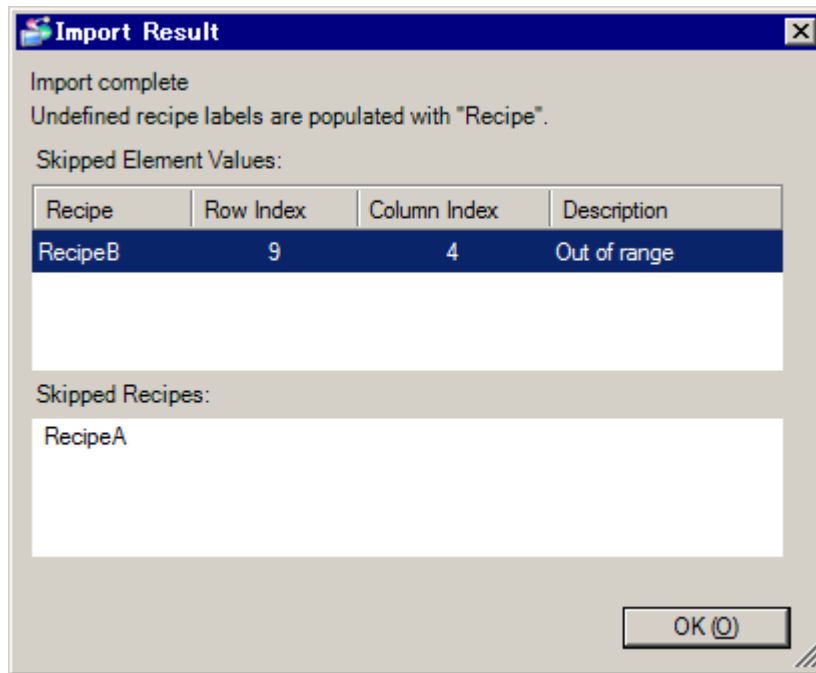 Import Result
Import complete
Undefined recipe labels are populated with "Recipe".
Skipped Element Values:
Recipe Row Index Column Index Description
RecipeB 9 4 Out of range
Skipped Recipes:
RecipeA
OK (O)